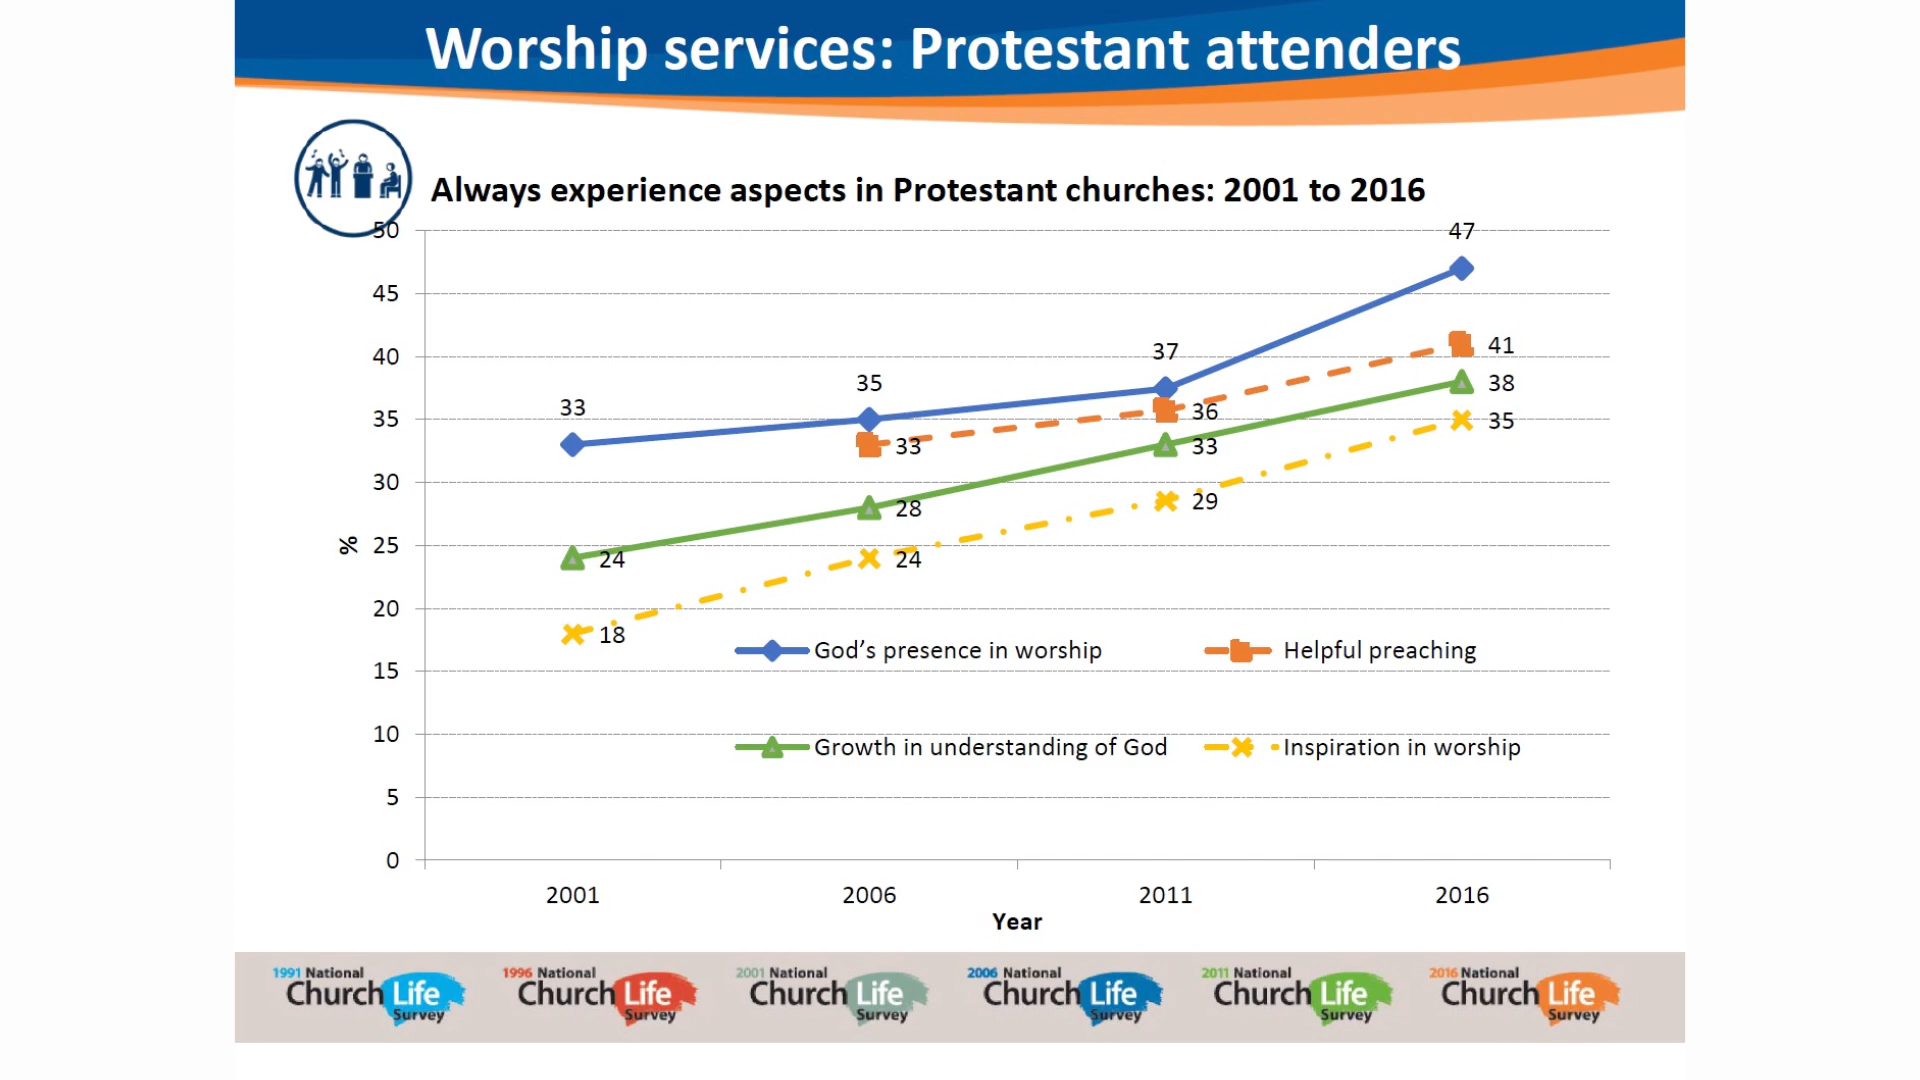 Worship services: Protestant attenders
Always experience aspects in Protestant churches: 2001 to 2016
50
47
45
41
40
37
38
35
36
35
33
35
33
33
30
28
29
% 25
24
24
20
18
God’s presence in worship
Helpful preaching
15
10
Growth in understanding of God
Inspiration in worship
5
0
2001
2006
2011
2016
Year
1991 National
Church Life
Survey
1996 National
Church Life
Survey
2001 National
Church Life
Survey
2006 National
Church Life
Survey
2011 National
Church Life
Survey
2016 National
Church Life
Survey